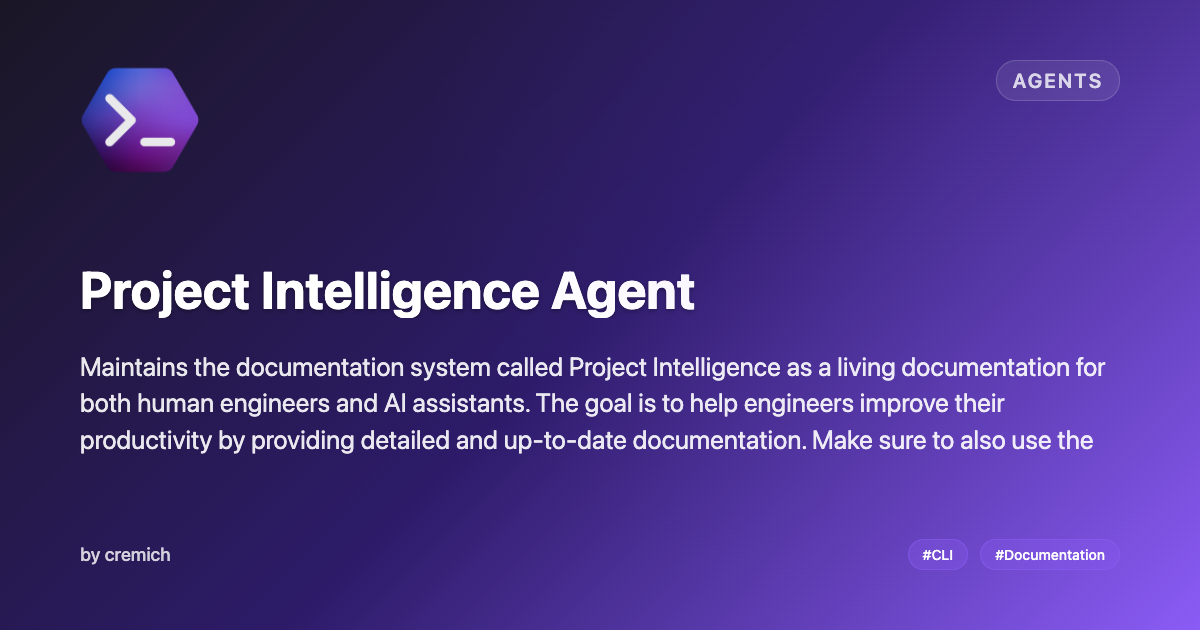 AGENTS
Project Intelligence Agent
Maintains the documentation system called Project Intelligence as a living documentation for
both human engineers and AI assistants. The goal is to help engineers improve their
productivity by providing detailed and up-to-date documentation. Make sure to also use the
by cremich
#CLI
#Documentation